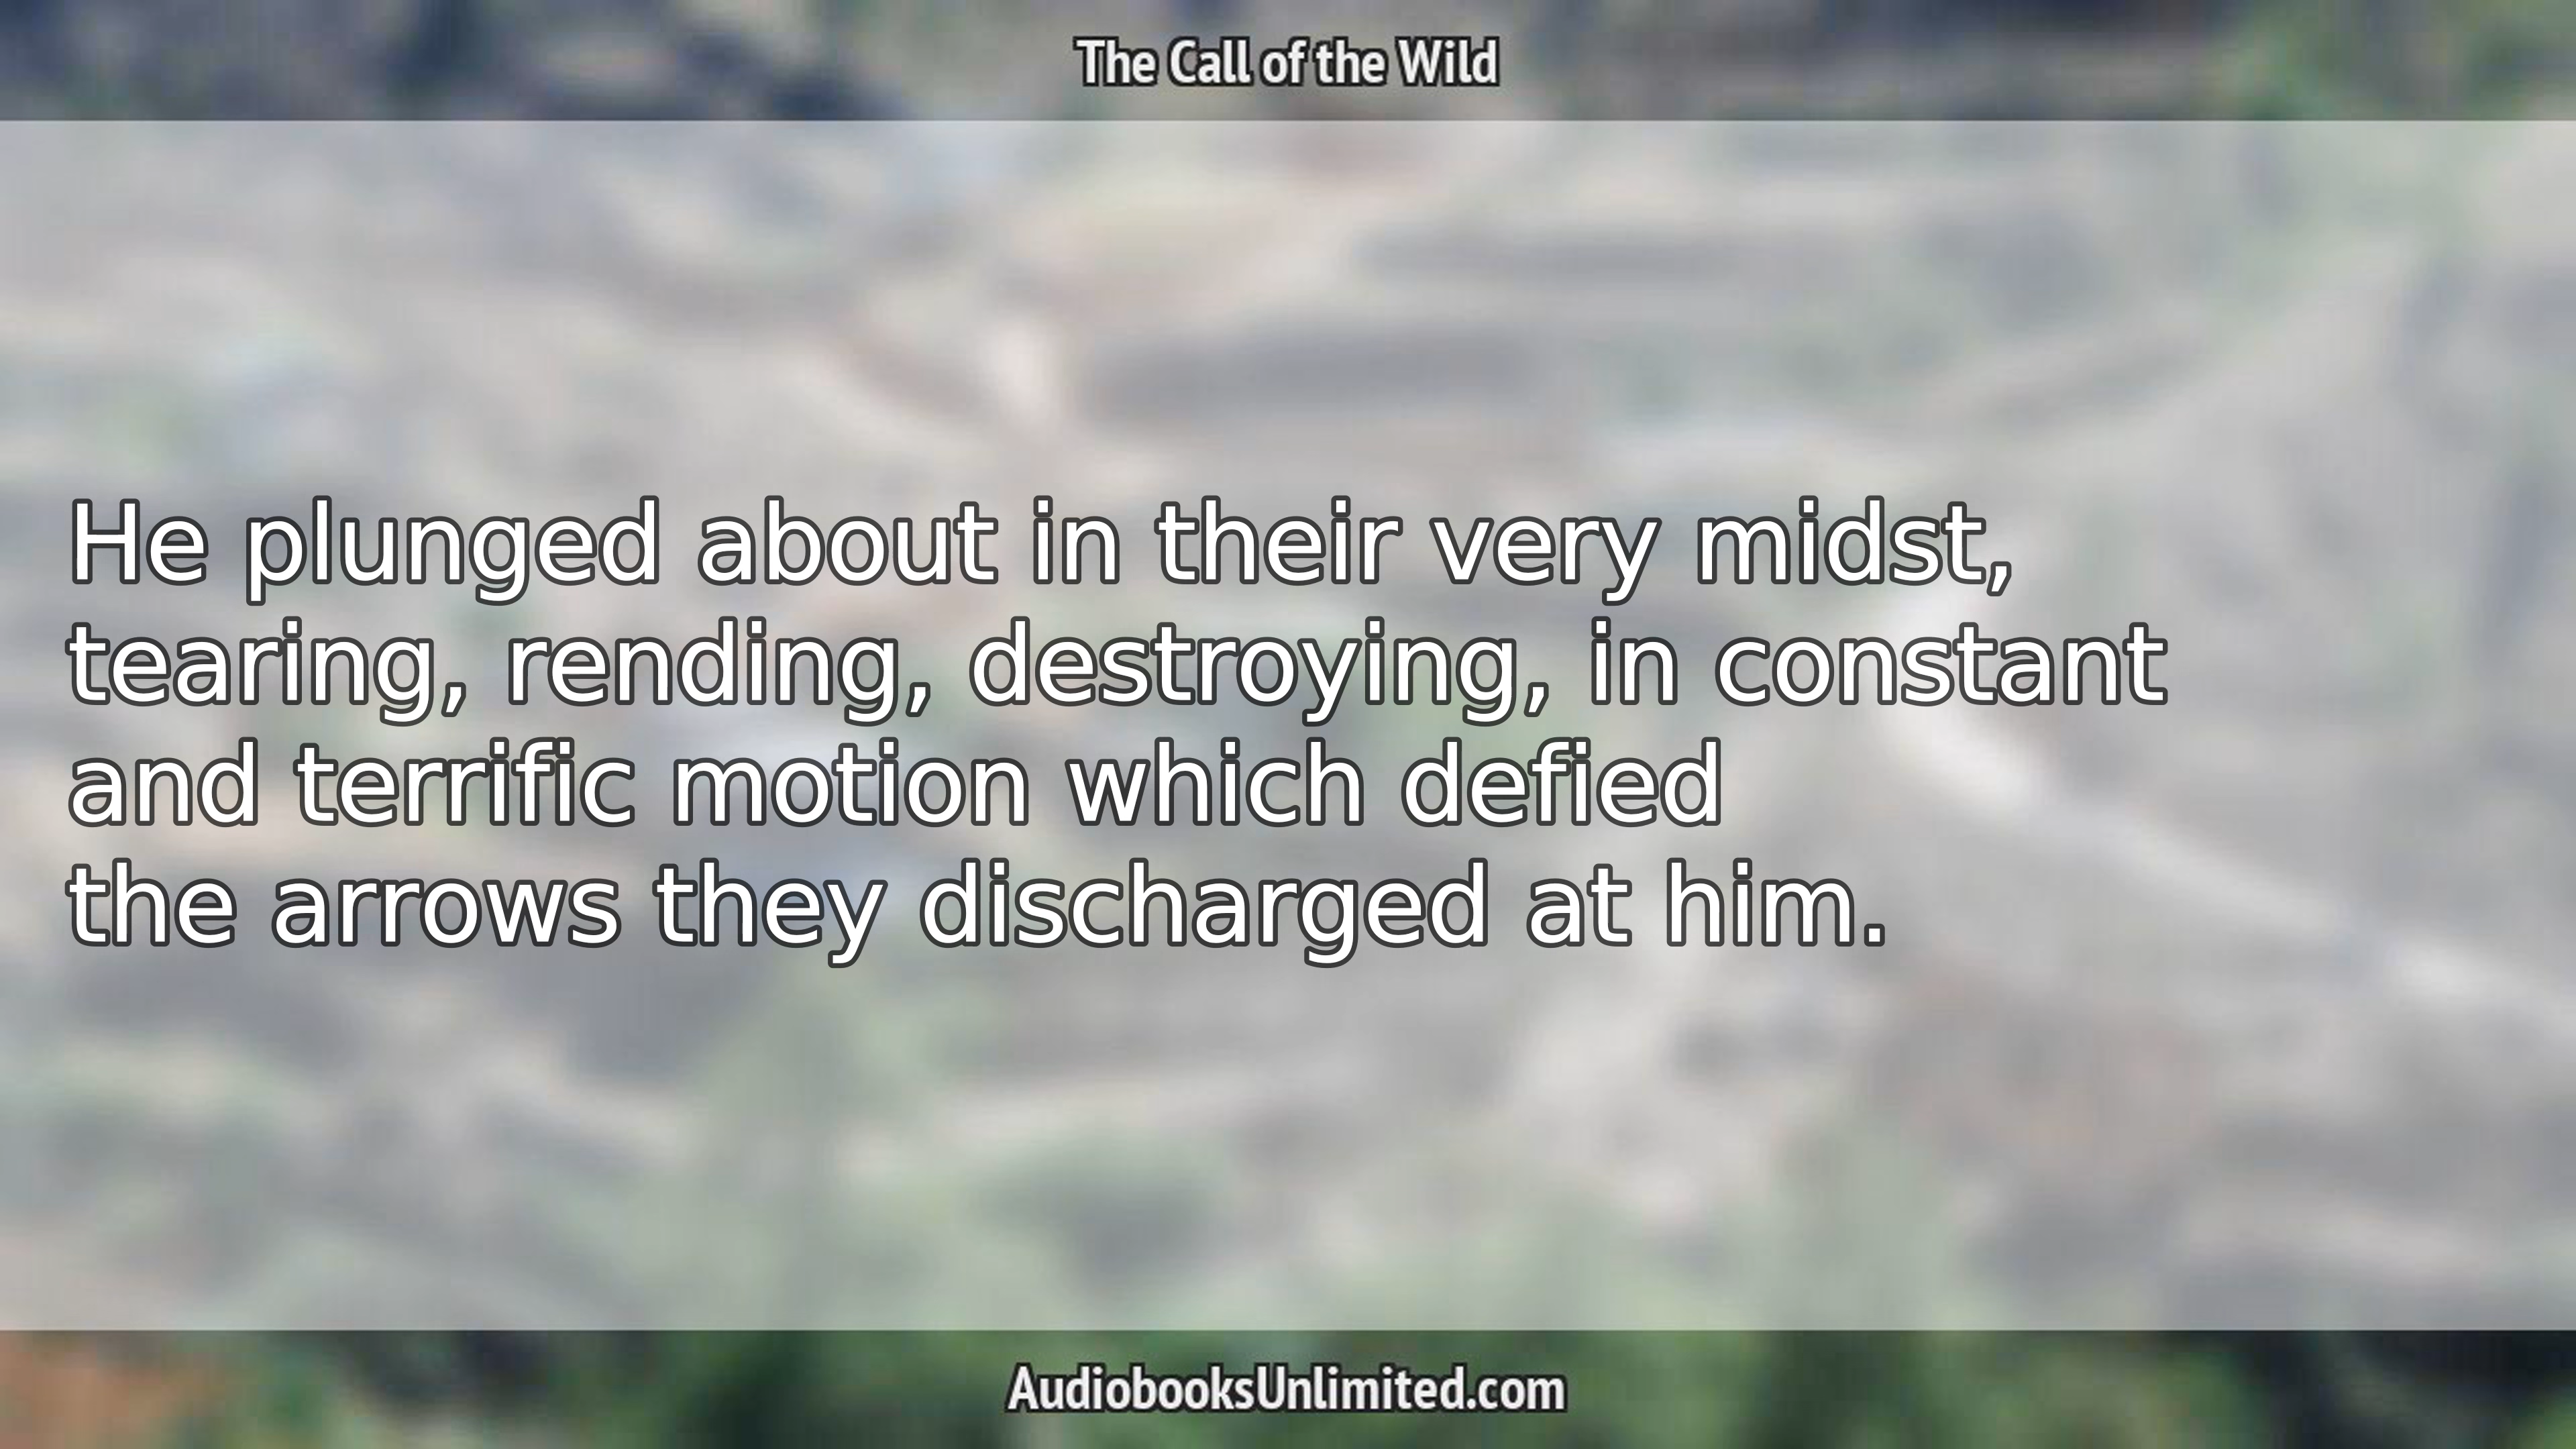 The Call of the Wild
He plunged about in their very midst,
tearing, rending, destroying, in constant
and terrific motion which defied
the arrows they discharged at him.
AudiobooksUnlimited.com